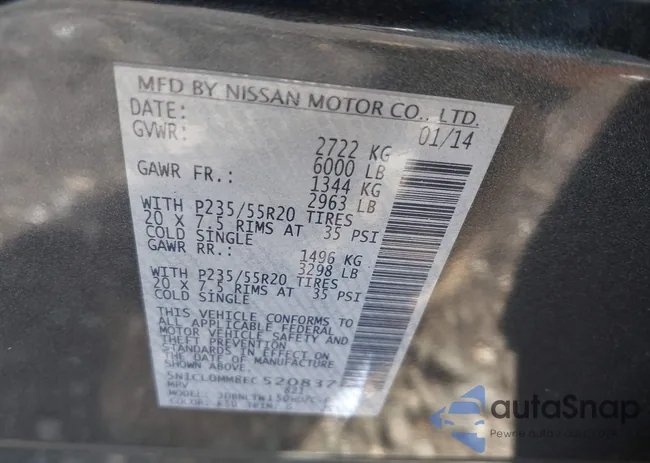 MFD BY NISSAN MOTOR CO., LTD.
DATE: 01/14
GVWR: 2722 KG
6000 LB
GAWR FR.: 1344 KG
2963 LB
WITH P235/55R20 TIRES
20 X 7.5 RIMS AT 35 PSI
COLD SINGLE
GAWR RR.: 1496 KG
3298 LB
WITH P235/55R20 TIRES
20 X 7.5 RIMS AT 35 PSI
COLD SINGLE
THIS VEHICLE CONFORMS TO
ALL APPLICABLE FEDERAL
MOTOR VEHICLE SAFETY AND
THEFT PREVENTION
STANDARDS IN EFFECT ON
THE DATE OF MANUFACTURE
SHOWN ABOVE.
MPV
MODEL:
COLOR: TRIM:
autoSnap